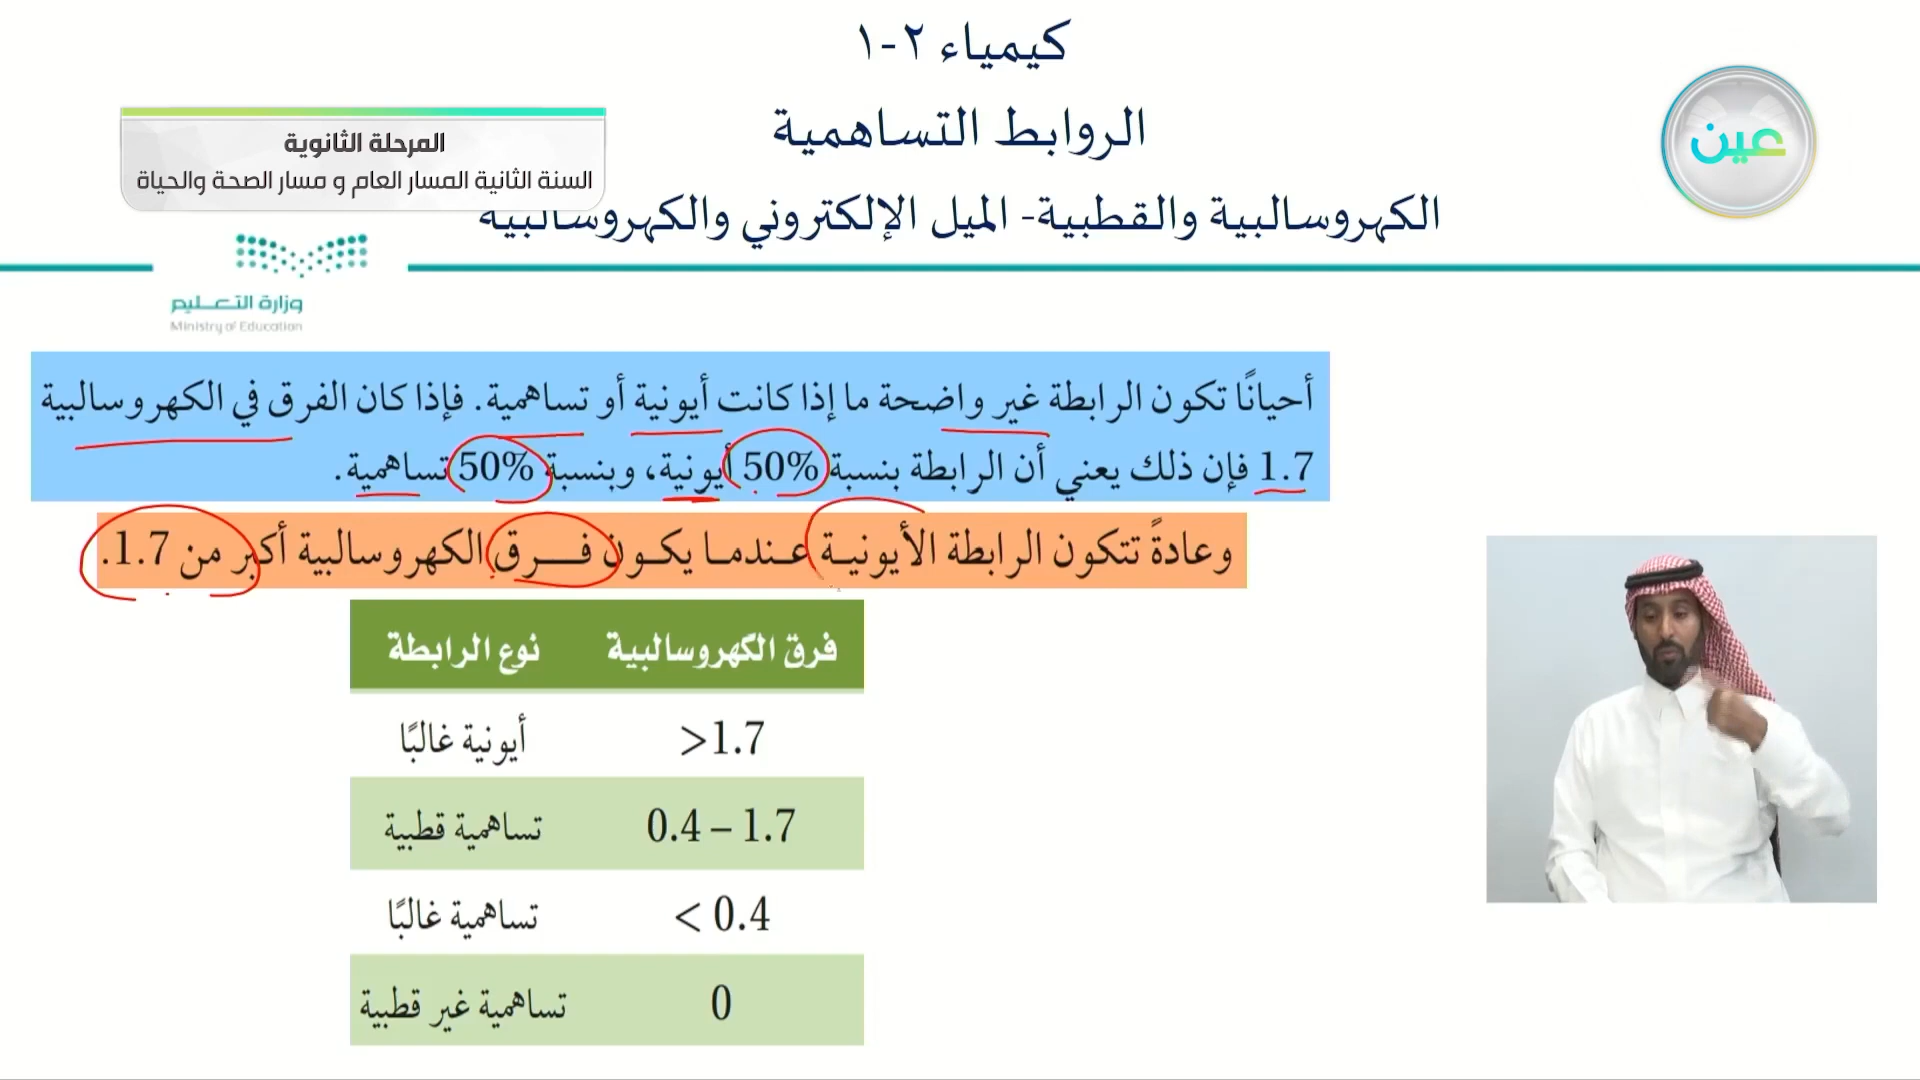 كيمياء ٢-١
الروابط التساهمية
الكهروسالبية والقطبية- الميل الإلكتروني والكهروسالبية
المرحلة الثانوية
السنة الثانية المسار العام و مسار الصحة والحياة
عين
وزارة التعليم
Ministry of Education
أحيانًا تكون الرابطة غير واضحة ما إذا كانت أيونية أو تساهمية. فإذا كان الفرق في الكهروسالبية
1.7 فإن ذلك يعني أن الرابطة بنسبة 50% أيونية، وبنسبة 50% تساهمية.
وعادةً تتكون الرابطة الأيونية عندما يكون فرق الكهروسالبية أكبر من 1.7.
فرق الكهروسالبية نوع الرابطة
>1.7 أيونية غالبًا
0.4 – 1.7 تساهمية قطبية
< 0.4 تساهمية غالبًا
0 تساهمية غير قطبية